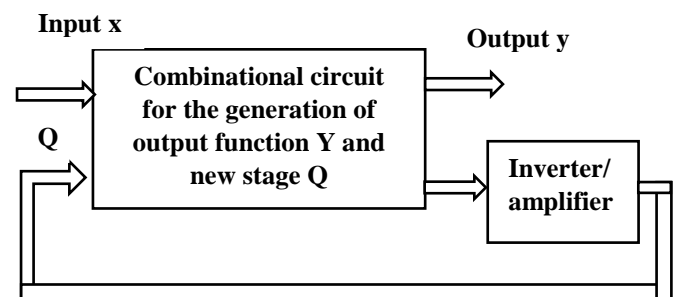 Input x
Output y
Combinational circuit
for the generation of
output function Y and
new stage Q
Q
Inverter/
amplifier